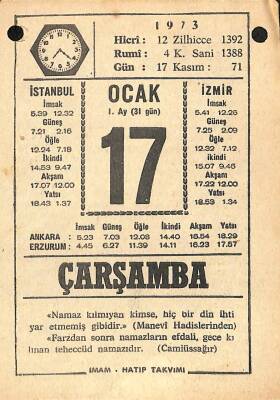 1973
Hicrî : 12 Zilhicce 1392
Rumî : 4 K. Sani 1388
Gün : 17 Kasım : 71
İSTANBUL
İmsak
5.39 12.32
Güneş
7.21 2.16
Öğle
12.24 7.18
İkindi
14.53 9.47
Akşam
17.07 12.00
Yatsı
18.43 1.37
OCAK
1. Ay (31 gün)
17
İZMİR
İmsak
5.41 12.26
Güneş
7.25 2.09
Öğle
12.32 7.12
İkindi
15.07 9.45
Akşam
17.22 12.00
Yatsı
18.53 1.34
İmsak Güneş Öğle İkindi Akşam Yatsı
ANKARA : 5.23 7.03 12.08 14.40 16.54 18.29
ERZURUM : 4.45 6.27 11.39 14.11 16.23 17.57
ÇARŞAMBA
«Namaz kılmıyan kimse, hiç bir din ihti
yar etmemiş gibidir.» (Manevî Hadislerinden)
«Farzdan sonra namazların efdali, gece kı
lınan teheccüd namazıdır. (Camiüssağır)
İMAM - HATİP TAKVİMİ